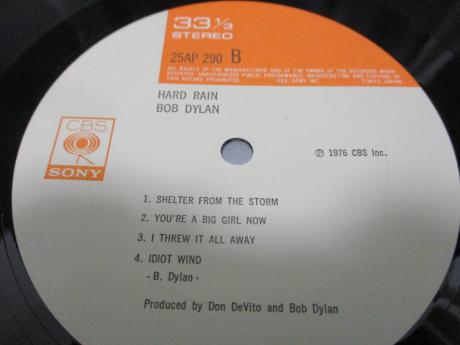 33 1/3
STEREO
25AP 290 B
ALL RIGHTS OF THE MANUFACTURER AND OF THE OWNER OF THE RECORDED WORK
RESERVED. UNAUTHORIZED PUBLIC PERFORMANCE, BROADCASTING AND COPYING OF
THIS RECORD PROHIBITED CBS/SONY INC. TOKYO JAPAN
HARD RAIN
BOB DYLAN
CBS
SONY
℗ 1976 CBS Inc.
1. SHELTER FROM THE STORM
2. YOU'RE A BIG GIRL NOW
3. I THREW IT ALL AWAY
4. IDIOT WIND
- B. Dylan -
Produced by Don DeVito and Bob Dylan